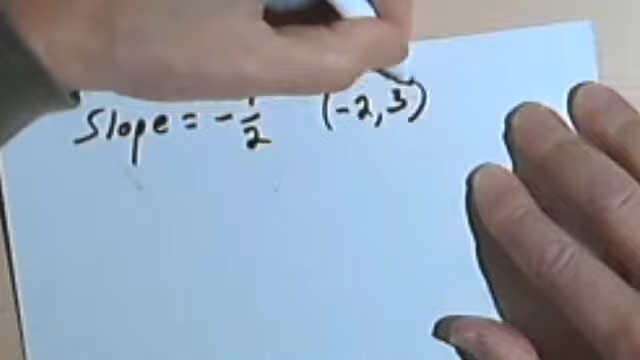 Slope = -1/2 (-2,3)